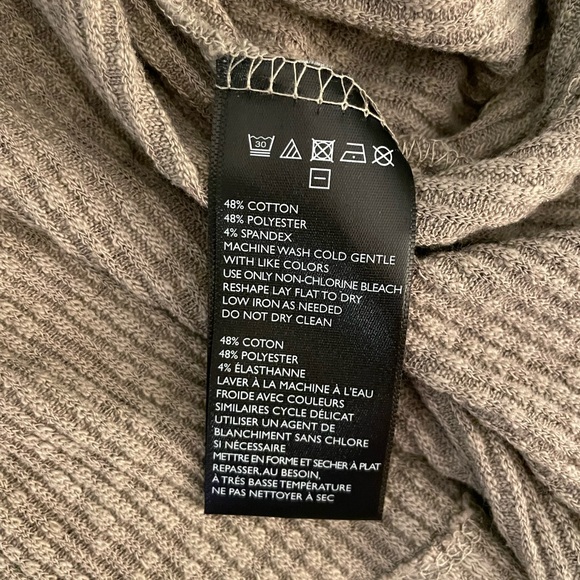 30
48% COTTON
48% POLYESTER
4% SPANDEX
MACHINE WASH COLD GENTLE
WITH LIKE COLORS
USE ONLY NON-CHLORINE BLEACH
RESHAPE LAY FLAT TO DRY
LOW IRON AS NEEDED
DO NOT DRY CLEAN
48% COTON
48% POLYESTER
4% ÉLASTHANNE
LAVER À LA MACHINE À L'EAU
FROIDE AVEC COULEURS
SIMILAIRES CYCLE DÉLICAT
UTILISER UN AGENT DE
BLANCHIMENT SANS CHLORE
SI NÉCESSAIRE
METTRE EN FORME ET SÉCHER À PLAT
REPASSER, AU BESOIN,
À TRÈS BASSE TEMPÉRATURE
NE PAS NETTOYER À SEC